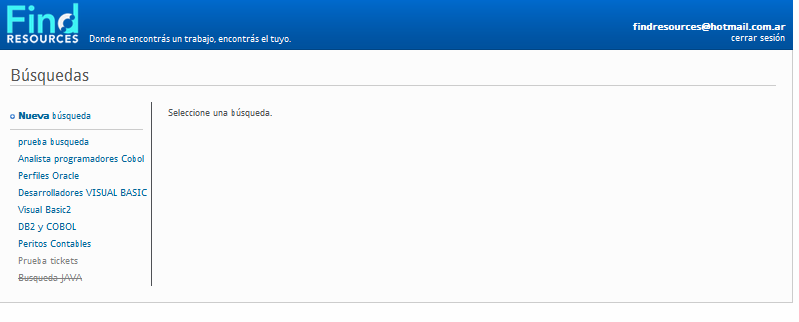 Find
RESOURCES
Donde no encontrás un trabajo, encontrás el tuyo.
findresources@hotmail.com.ar
cerrar sesión
Búsquedas
Nueva búsqueda
Seleccione una búsqueda.
prueba busqueda
Analista programadores Cobol
Perfiles Oracle
Desarrolladores VISUAL BASIC
Visual Basic2
DB2 y COBOL
Peritos Contables
Prueba tickets
Busqueda JAVA